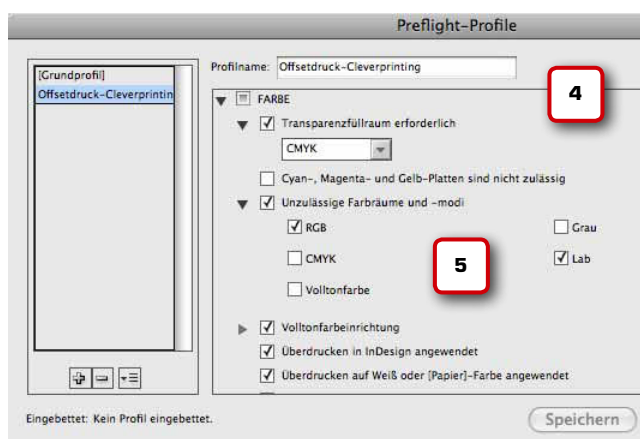 Preflight-Profile
[Grundprofil]
Offsetdruck-Cleverprintin
Profilname: Offsetdruck-Cleverprinting
4
FARBE
Transparenzfüllraum erforderlich
CMYK
Cyan-, Magenta- und Gelb-Platten sind nicht zulässig
Unzulässige Farbräume und -modi
RGB Grau
CMYK Lab
5
Volltonfarbe
Volltonfarbeinrichtung
Überdrucken in InDesign angewendet
Überdrucken auf Weiß oder [Papier]-Farbe angewendet
Eingebettet: Kein Profil eingebettet.
Speichern